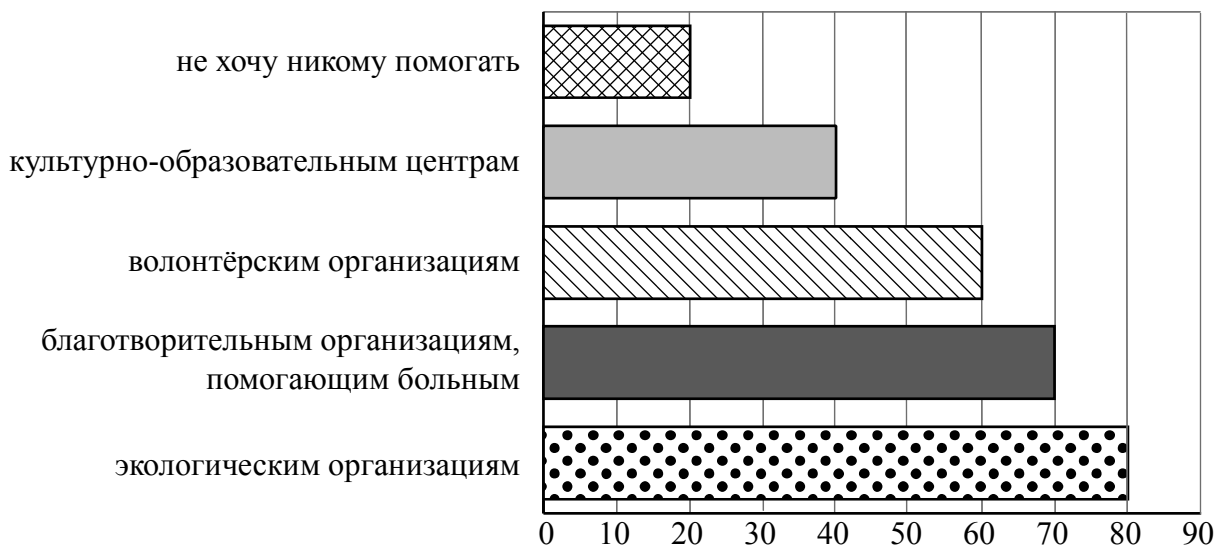 не хочу никому помогать
культурно-образовательным центрам
волонтёрским организациям
благотворительным организациям,
помогающим больным
экологическим организациям
0 10 20 30 40 50 60 70 80 90